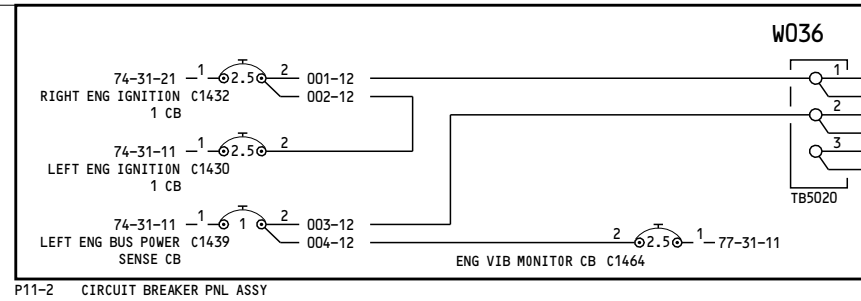 W036
74-31-21 1 2.5 2 001-12 1
RIGHT ENG IGNITION C1432 002-12
1 CB 2
74-31-11 1 2.5 2 3
LEFT ENG IGNITION C1430
1 CB
TB5020
74-31-11 1 1 2 003-12
LEFT ENG BUS POWER C1439 004-12 2 2.5 1 77-31-11
SENSE CB ENG VIB MONITOR CB C1464
P11-2 CIRCUIT BREAKER PNL ASSY